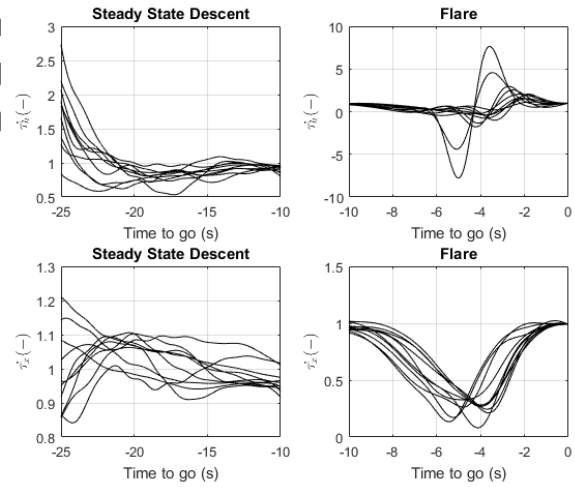 Steady State Descent
3
2.5
2
1.5
1
0.5
-25 -20 -15 -10
τ̇h(−)
Time to go (s)
Flare
10
5
0
-5
-10
-10 -8 -6 -4 -2 0
τ̇h(−)
Time to go (s)
Steady State Descent
1.3
1.2
1.1
1
0.9
0.8
-25 -20 -15 -10
τ̇x(−)
Time to go (s)
Flare
1.5
1
0.5
0
-10 -8 -6 -4 -2 0
τ̇x(−)
Time to go (s)